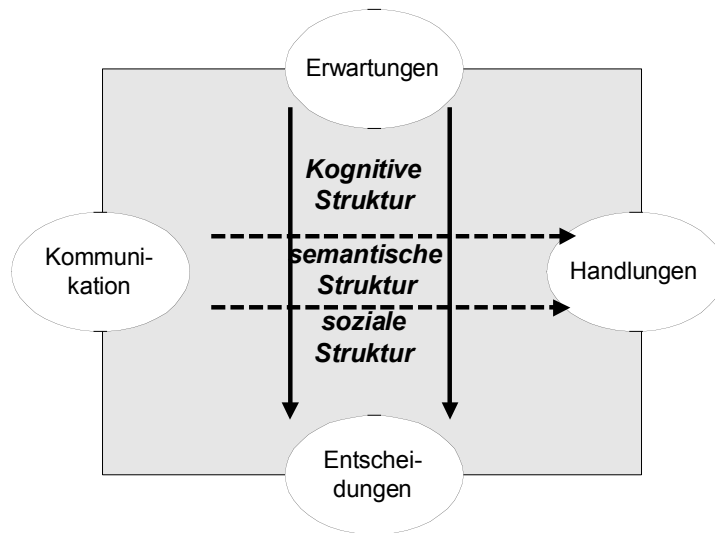 Erwartungen
Kognitive
Struktur
Kommuni-
kation
semantische
Struktur
Handlungen
soziale
Struktur
Entschei-
dungen